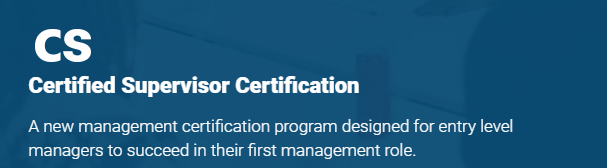 CS
Certified Supervisor Certification
A new management certification program designed for entry level
managers to succeed in their first management role.